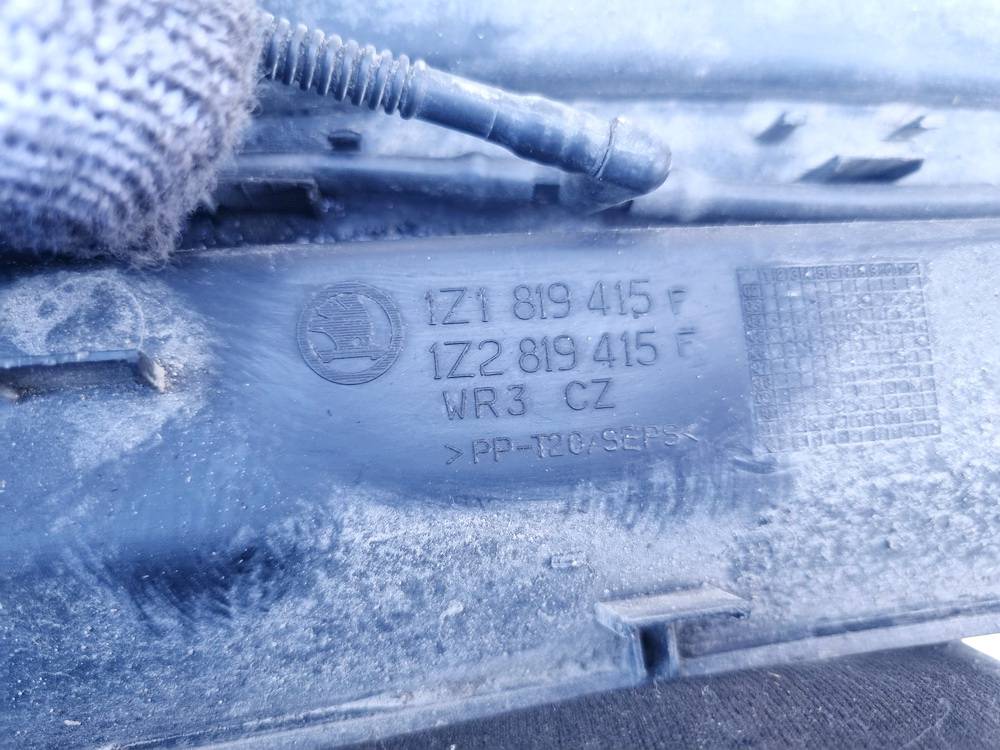 1Z1 819 415 F
1Z2 819 415 F
WR3 CZ
>PP-T20/SEPS<